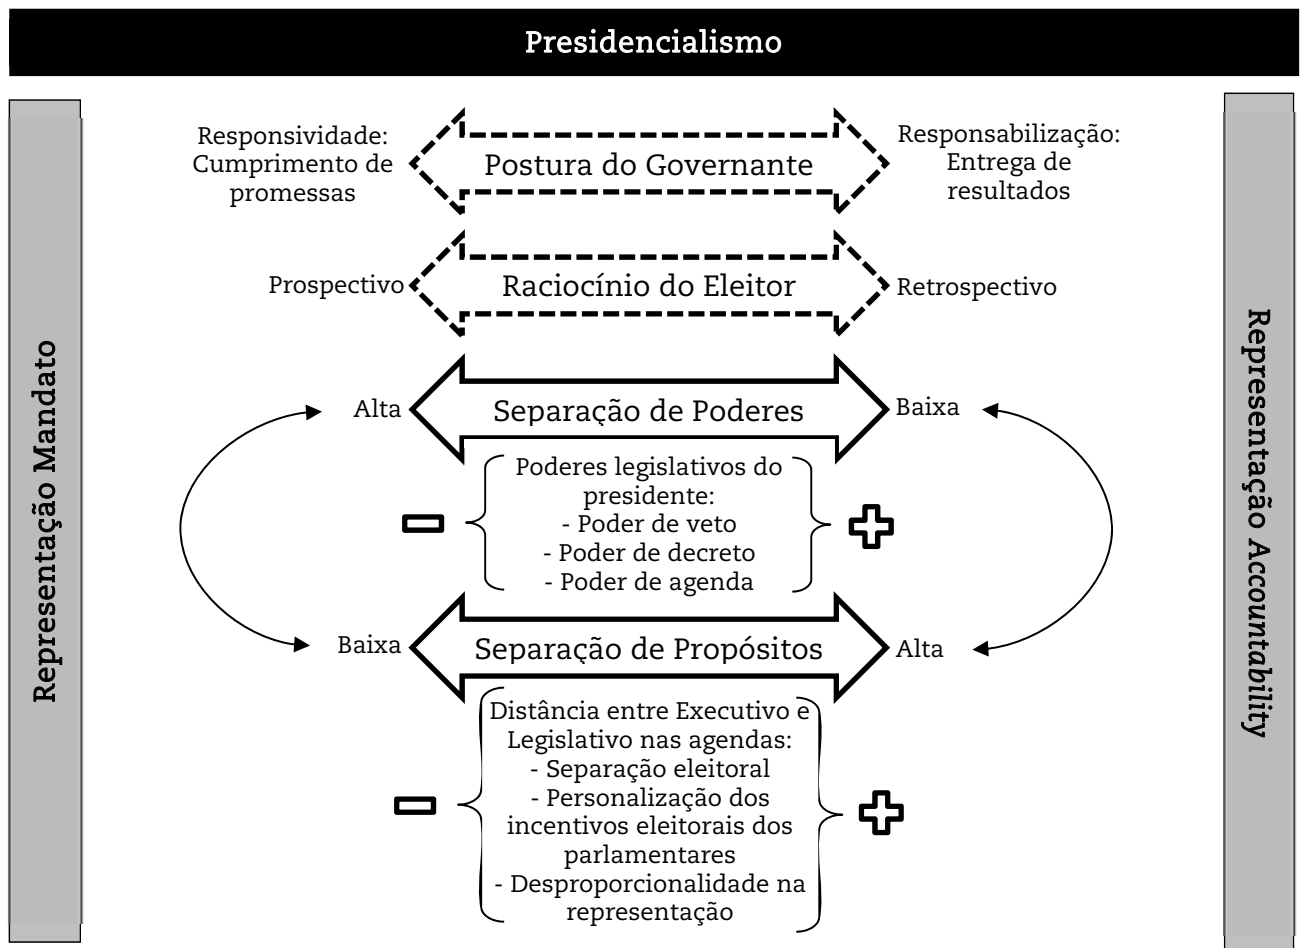 Presidencialismo
Representação Mandato
Responsividade:
Cumprimento de
promessas
Postura do Governante
Responsabilização:
Entrega de
resultados
Prospectivo
Raciocínio do Eleitor
Retrospectivo
Alta
Separação de Poderes
Baixa
Poderes legislativos do
presidente:
- Poder de veto
- Poder de decreto
- Poder de agenda
Baixa
Separação de Propósitos
Alta
Distância entre Executivo e
Legislativo nas agendas:
- Separação eleitoral
- Personalização dos
incentivos eleitorais dos
parlamentares
- Desproporcionalidade na
representação
Representação Accountability